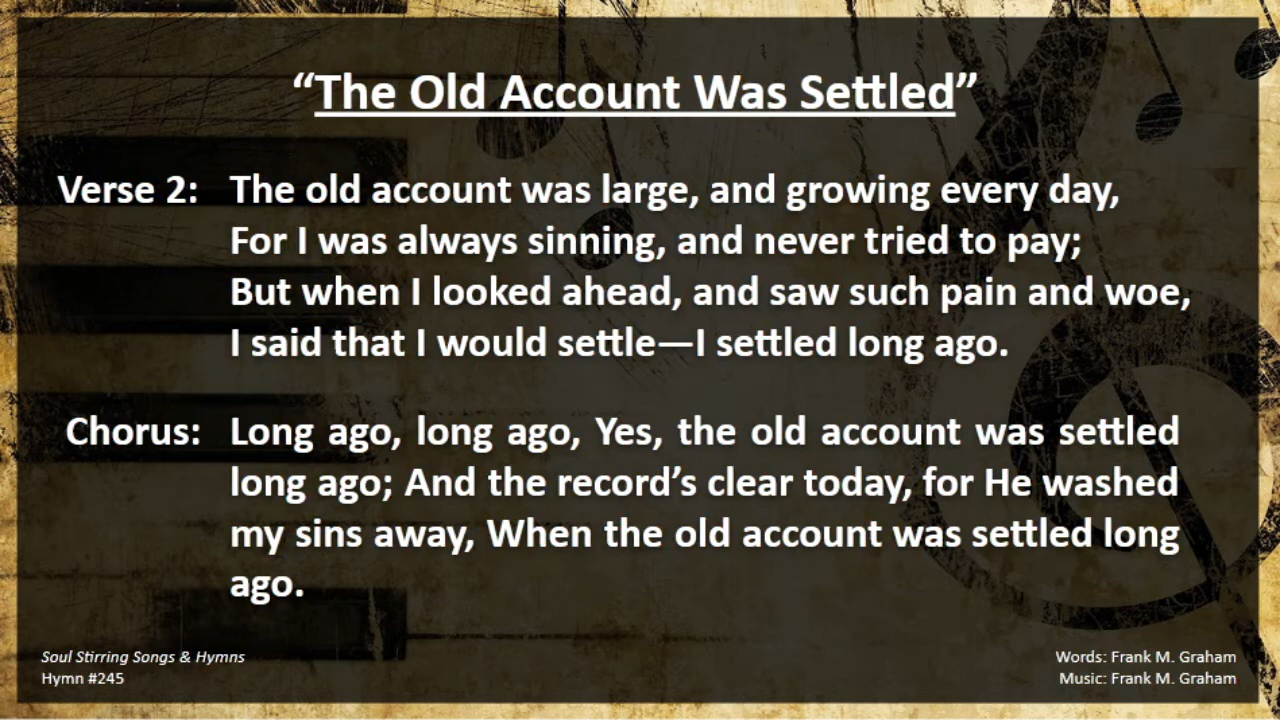 “The Old Account Was Settled”
Verse 2: The old account was large, and growing every day,
For I was always sinning, and never tried to pay;
But when I looked ahead, and saw such pain and woe,
I said that I would settle—I settled long ago.
Chorus: Long ago, long ago, Yes, the old account was settled
long ago; And the record’s clear today, for He washed
my sins away, When the old account was settled long
ago.
Soul Stirring Songs & Hymns
Hymn #245
Words: Frank M. Graham
Music: Frank M. Graham